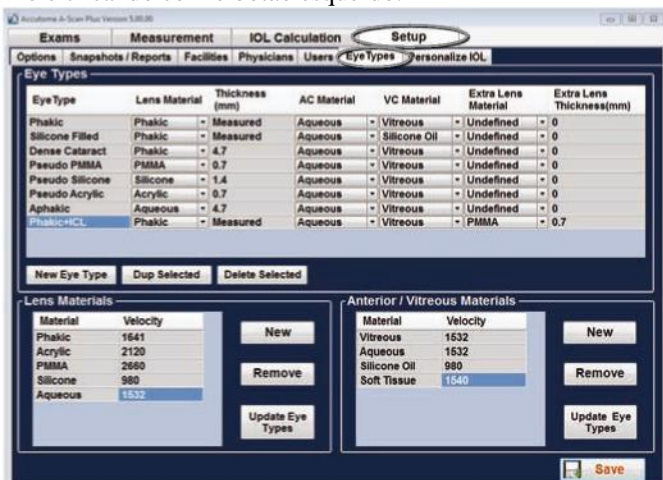 Accutome A-Scan Plus Version 5.00.00
Exams Measurement IOL Calculation Setup
Options Snapshots / Reports Facilities Physicians Users Eye Types Personalize IOL
Eye Types
Eye Type Lens Material Thickness (mm) AC Material VC Material Extra Lens Material Extra Lens Thickness(mm)
Phakic Phakic Measured Aqueous Vitreous Undefined 0
Silicone Filled Phakic Measured Aqueous Silicone Oil Undefined 0
Dense Cataract Phakic 4.7 Aqueous Vitreous Undefined 0
Pseudo PMMA PMMA 0.7 Aqueous Vitreous Undefined 0
Pseudo Silicone Silicone 1.4 Aqueous Vitreous Undefined 0
Pseudo Acrylic Acrylic 0.7 Aqueous Vitreous Undefined 0
Aphakic Aqueous 4.7 Aqueous Vitreous Undefined 0
Phakic+ICL Phakic Measured Aqueous Vitreous PMMA 0.7
New Eye Type Dup Selected Delete Selected
Lens Materials
Material Velocity
Phakic 1641
Acrylic 2120
PMMA 2660
Silicone 980
Aqueous 1532
New
Remove
Update Eye Types
Anterior / Vitreous Materials
Material Velocity
Vitreous 1532
Aqueous 1532
Silicone Oil 980
Soft Tissue 1540
New
Remove
Update Eye Types
Save